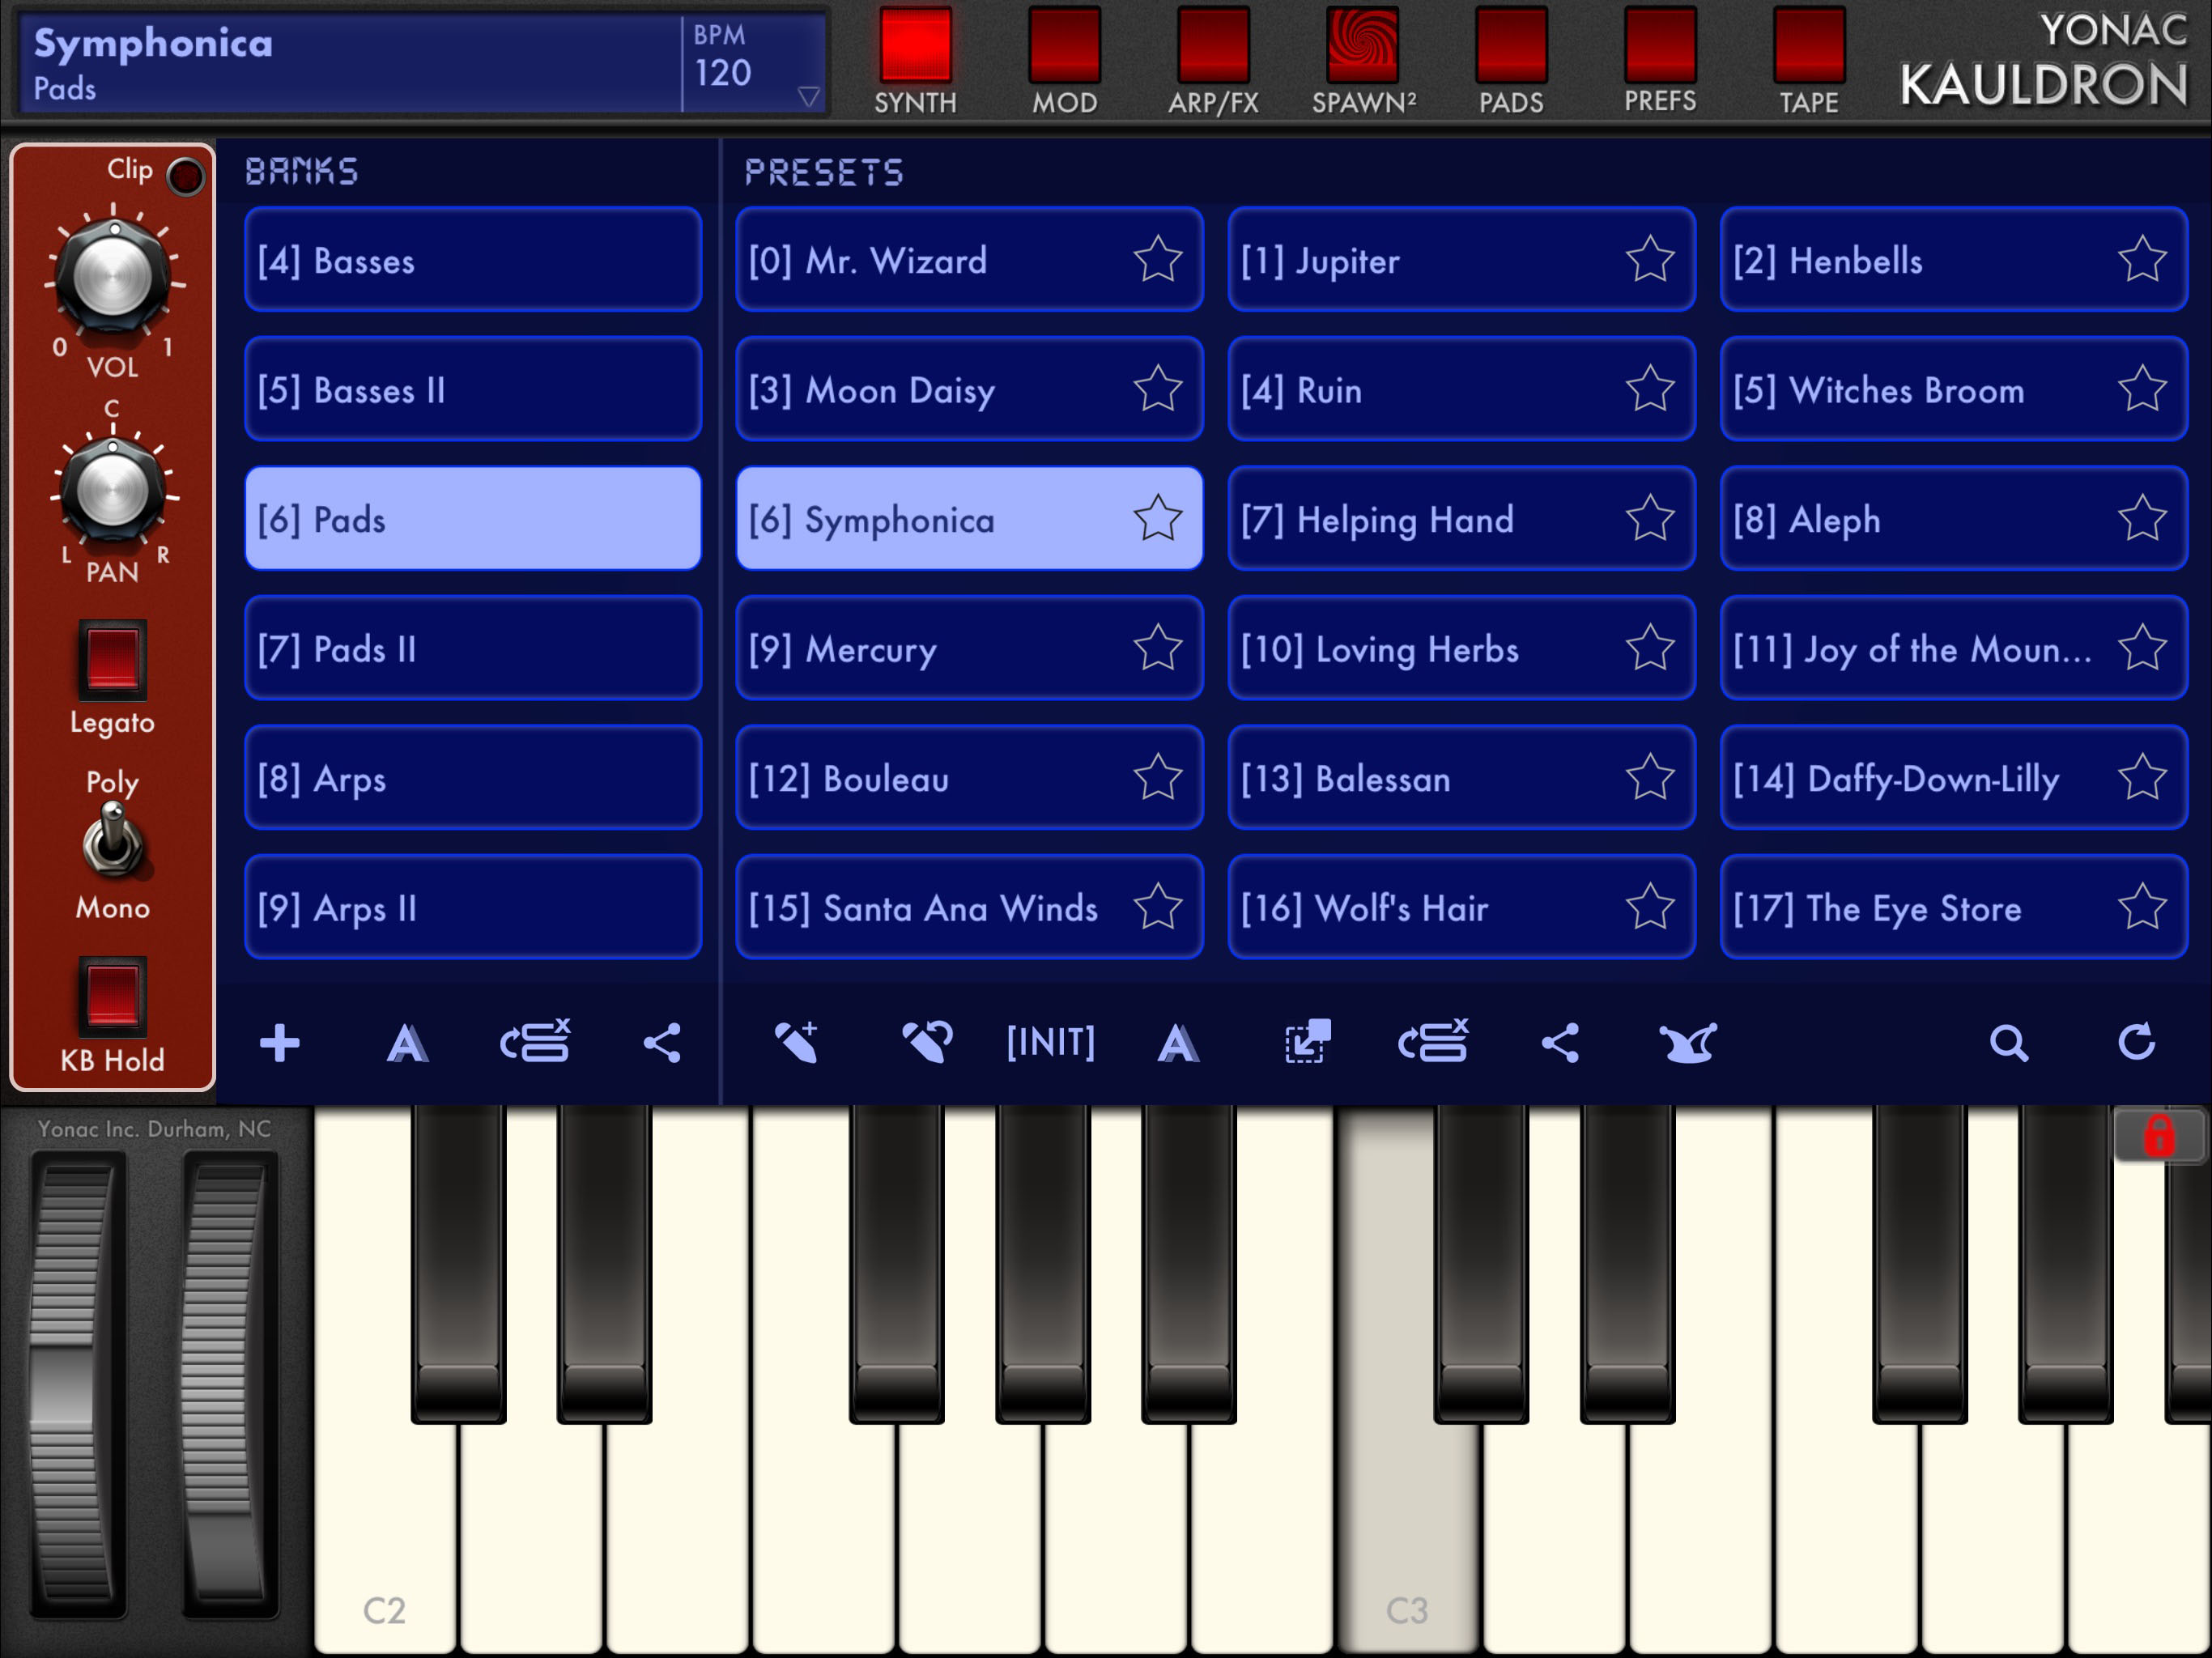 Symphonica
Pads
BPM
120
SYNTH
MOD
ARP/FX
SPAWN²
PADS
PREFS
TAPE
YONAC
KAULDRON
Clip
0
1
VOL
C
L
R
PAN
Legato
Poly
Mono
KB Hold
BANKS
[4] Basses
[5] Basses II
[6] Pads
[7] Pads II
[8] Arps
[9] Arps II
PRESETS
[0] Mr. Wizard
[1] Jupiter
[2] Henbells
[3] Moon Daisy
[4] Ruin
[5] Witches Broom
[6] Symphonica
[7] Helping Hand
[8] Aleph
[9] Mercury
[10] Loving Herbs
[11] Joy of the Moun...
[12] Bouleau
[13] Balessan
[14] Daffy-Down-Lilly
[15] Santa Ana Winds
[16] Wolf's Hair
[17] The Eye Store
A
x
[INIT]
A
x
Yonac Inc. Durham, NC
C2
C3